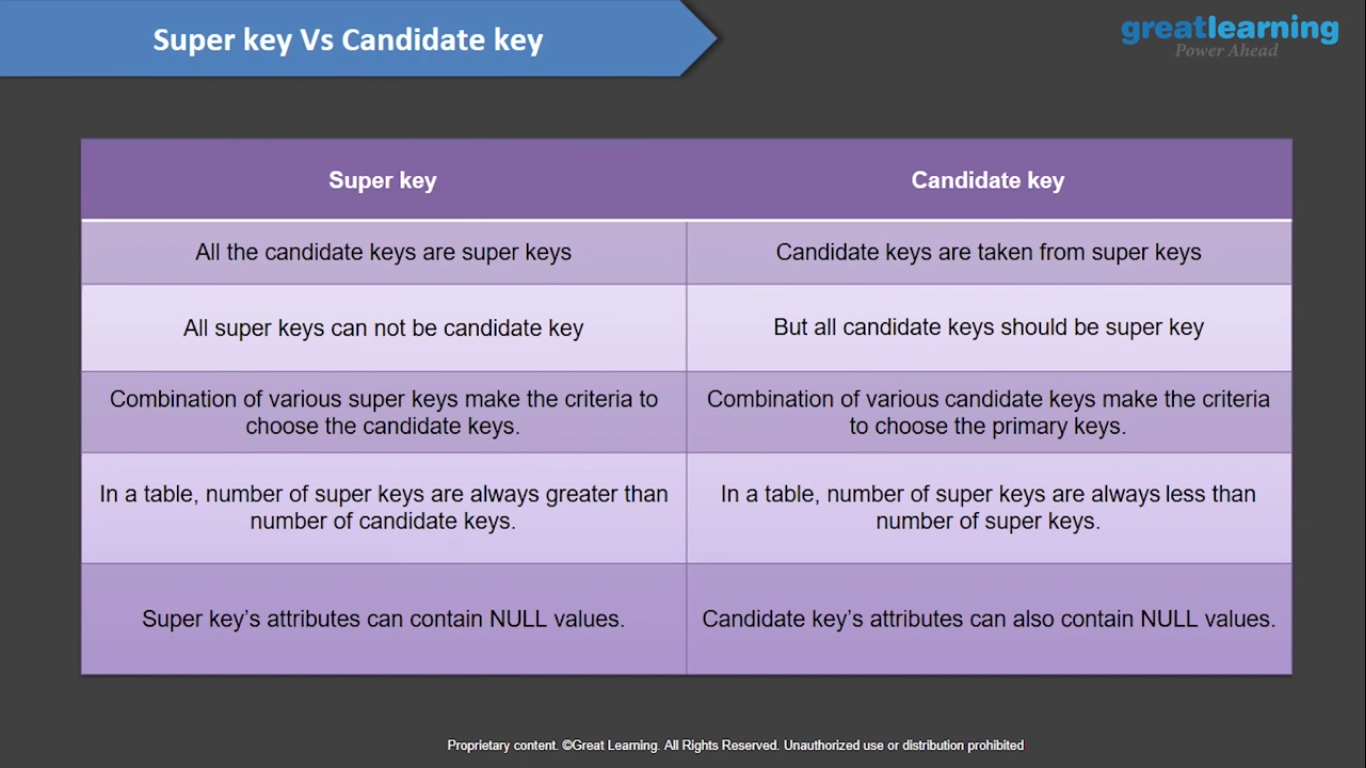 Super key Vs Candidate key
greatlearning
Power Ahead
Super key
Candidate key
All the candidate keys are super keys
Candidate keys are taken from super keys
All super keys can not be candidate key
But all candidate keys should be super key
Combination of various super keys make the criteria to
choose the candidate keys.
Combination of various candidate keys make the criteria
to choose the primary keys.
In a table, number of super keys are always greater than
number of candidate keys.
In a table, number of super keys are always less than
number of super keys.
Super key’s attributes can contain NULL values.
Candidate key’s attributes can also contain NULL values.
Proprietary content. ©Great Learning. All Rights Reserved. Unauthorized use or distribution prohibited